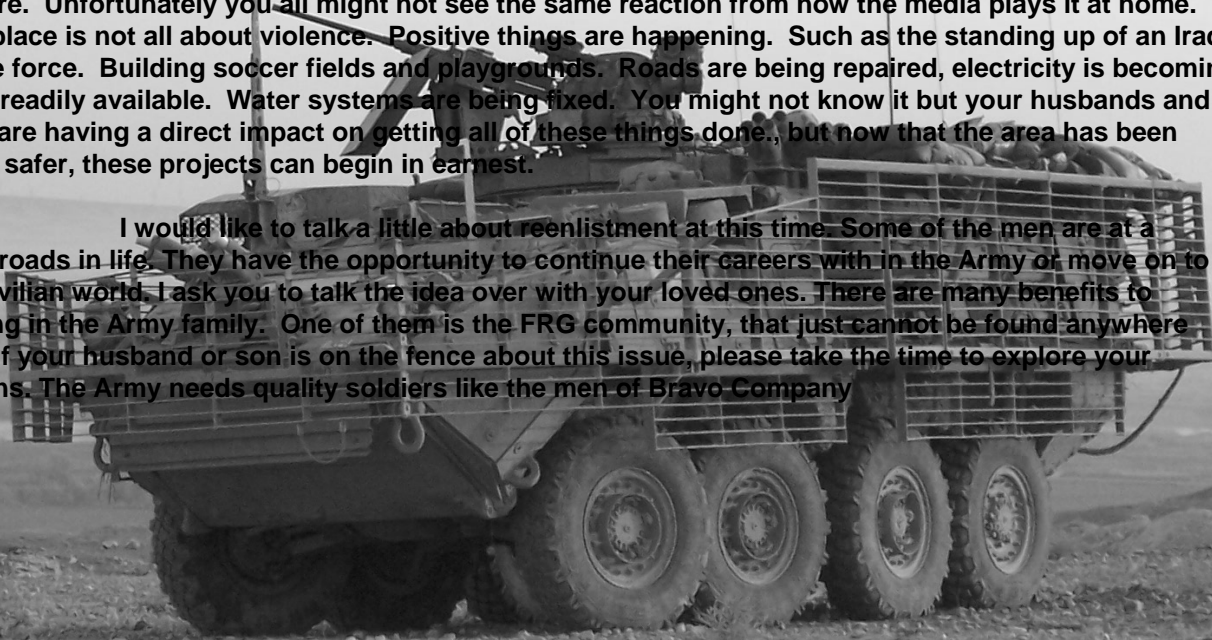 re. Unfortunately you all might not see the same reaction from how the media plays it at home.
place is not all about violence. Positive things are happening. Such as the standing up of an Iraq
e force. Building soccer fields and playgrounds. Roads are being repaired, electricity is becomin
readily available. Water systems are being fixed. You might not know it but your husbands and
are having a direct impact on getting all of these things done., but now that the area has been
safer, these projects can begin in earnest.
I would like to talk a little about reenlistment at this time. Some of the men are at a
roads in life. They have the opportunity to continue their careers with in the Army or move on to
vilian world. I ask you to talk the idea over with your loved ones. There are many benefits to
ng in the Army family. One of them is the FRG community, that just cannot be found anywhere
f your husband or son is on the fence about this issue, please take the time to explore your
ns. The Army needs quality soldiers like the men of Bravo Company